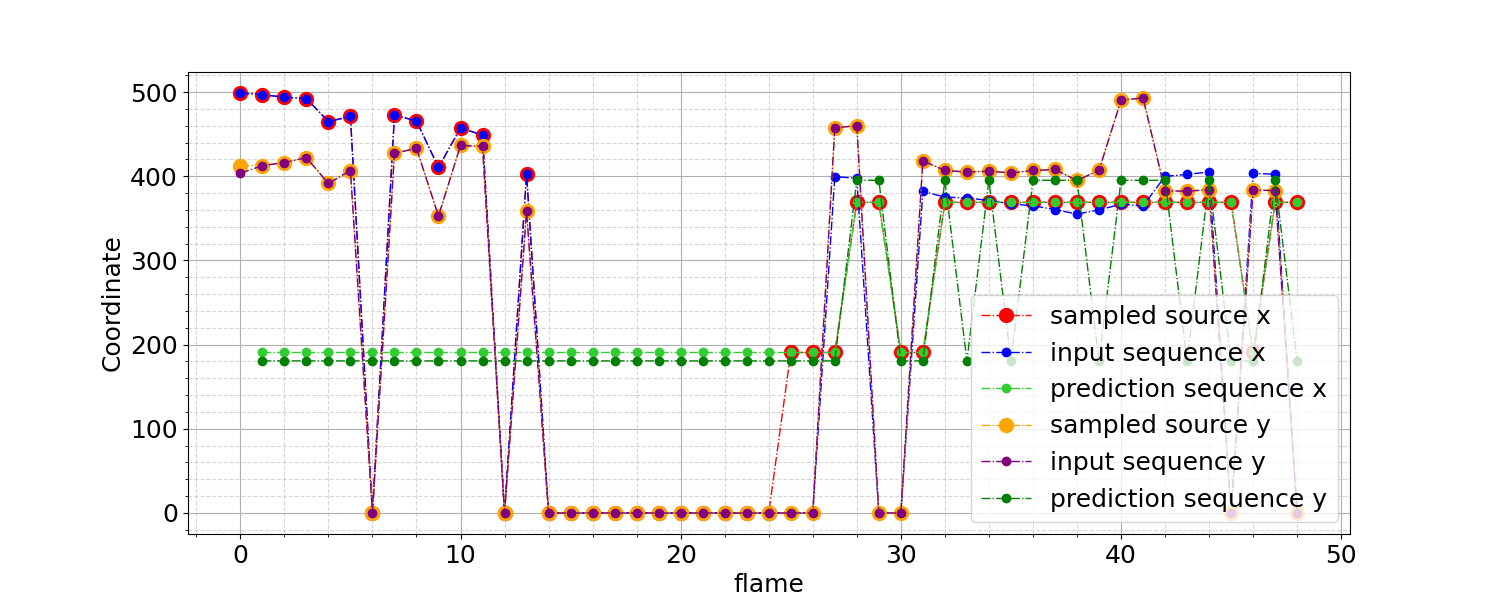 500
400
300
200
100
0
Coordinate
sampled source x
input sequence x
prediction sequence x
sampled source y
input sequence y
prediction sequence y
0 10 20 30 40 50
flame